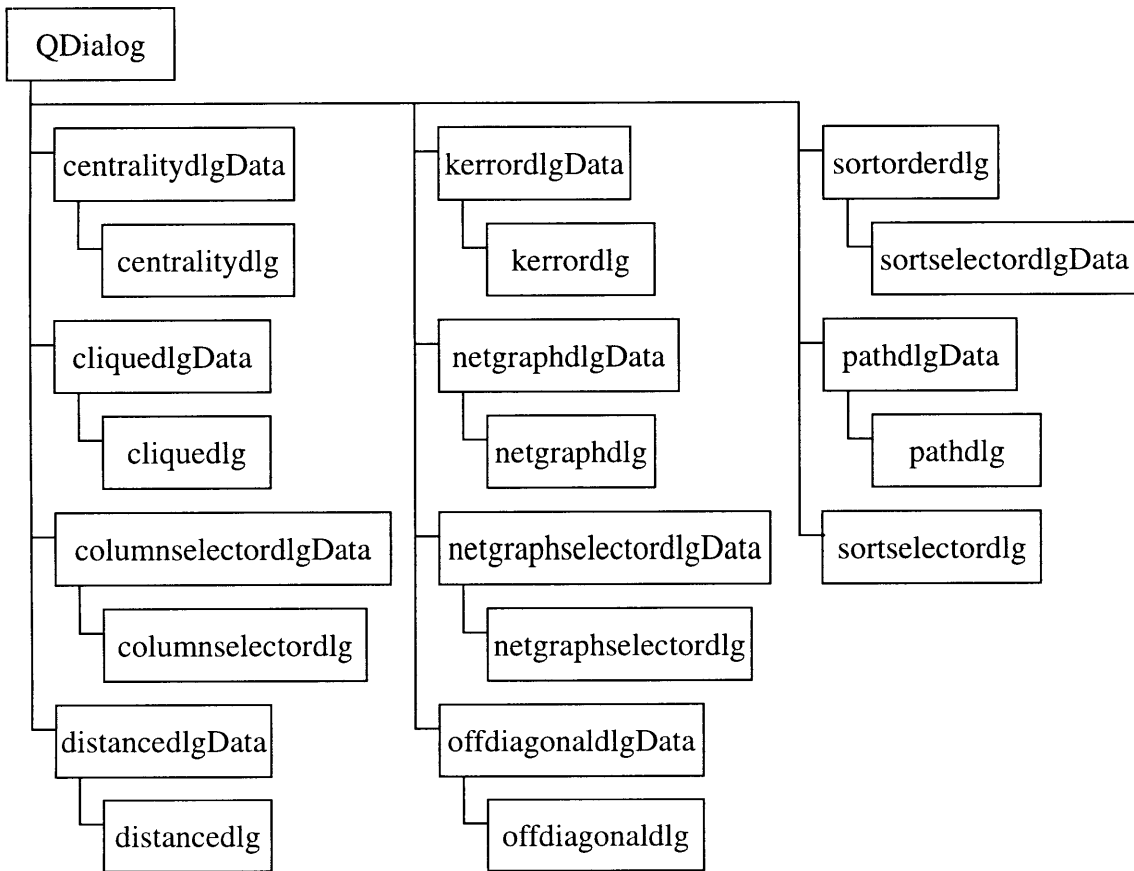 QDialog
centralitydlgData
centralitydlg
cliquedlgData
cliquedlg
columnselectordlgData
columnselectordlg
distancedlgData
distancedlg
kerrordlgData
kerrordlg
netgraphdlgData
netgraphdlg
netgraphselectordlgData
netgraphselectordlg
offdiagonaldlgData
offdiagonaldlg
sortorderdlg
sortselectordlgData
pathdlgData
pathdlg
sortselectordlg